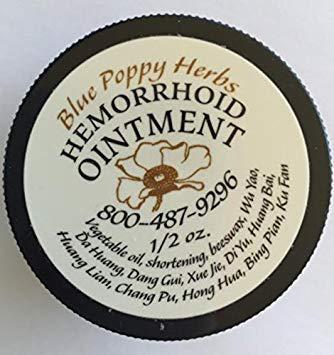 Blue Poppy Herbs
HEMORRHOID
OINTMENT
800-487-9296
1/2 oz.
Vegetable oil, shortening, beeswax, Wa Yao,
Da Huang, Dang Gui, Xue Jie, Di Yu, Huang Bai,
Huang Lian, Chang Pu, Hong Hua, Bing Pian, Ku Fan